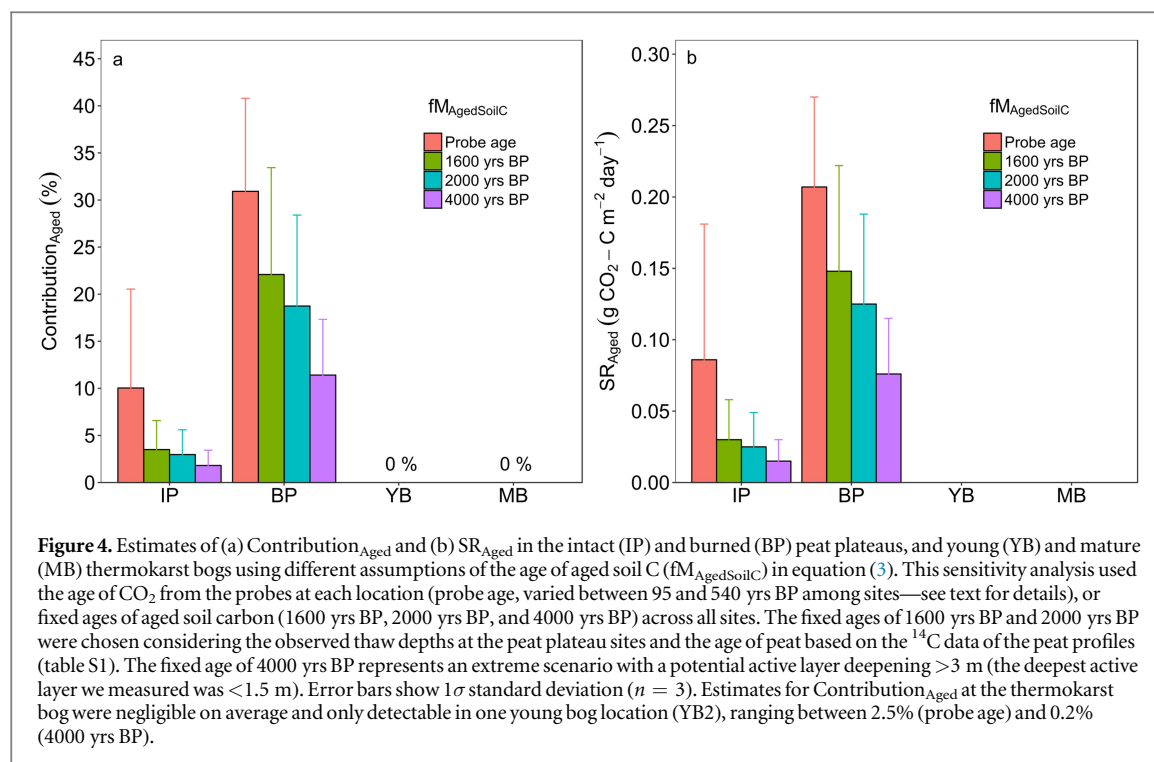 a
45
40
35
30
25
20
15
10
5
0
Contribution_Aged (%)
fM_AgedSoilC
Probe age
1600 yrs BP
2000 yrs BP
4000 yrs BP
0 %
0 %
IP
BP
YB
MB
b
0.30
0.25
0.20
0.15
0.10
0.05
0.00
SR_Aged (g CO₂ – C m⁻² day⁻¹)
fM_AgedSoilC
Probe age
1600 yrs BP
2000 yrs BP
4000 yrs BP
IP
BP
YB
MB
Figure 4. Estimates of (a) Contribution_Aged and (b) SR_Aged in the intact (IP) and burned (BP) peat plateaus, and young (YB) and mature
(MB) thermokarst bogs using different assumptions of the age of aged soil C (fM_AgedSoilC) in equation (3). This sensitivity analysis used
the age of CO₂ from the probes at each location (probe age, varied between 95 and 540 yrs BP among sites—see text for details), or
fixed ages of aged soil carbon (1600 yrs BP, 2000 yrs BP, and 4000 yrs BP) across all sites. The fixed ages of 1600 yrs BP and 2000 yrs BP
were chosen considering the observed thaw depths at the peat plateau sites and the age of peat based on the ¹⁴C data of the peat profiles
(table S1). The fixed age of 4000 yrs BP represents an extreme scenario with a potential active layer deepening >3 m (the deepest active
layer we measured was <1.5 m). Error bars show 1σ standard deviation (n = 3). Estimates for Contribution_Aged at the thermokarst
bog were negligible on average and only detectable in one young bog location (YB2), ranging between 2.5% (probe age) and 0.2%
(4000 yrs BP).